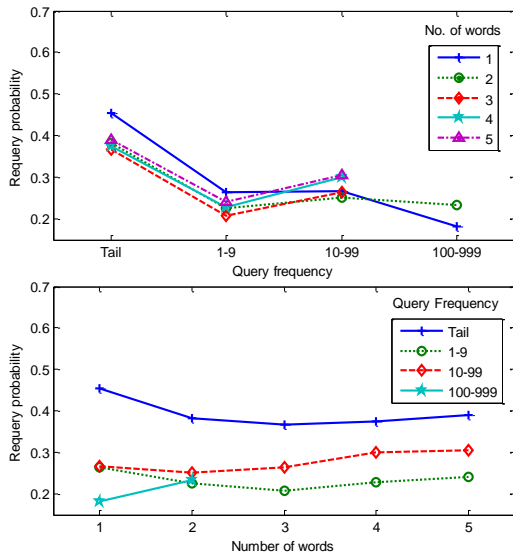 0.7
0.6
0.5
0.4
0.3
0.2
Requery probability
No. of words
1
2
3
4
5
Tail 1-9 10-99 100-999
Query frequency
0.7
0.6
0.5
0.4
0.3
0.2
Requery probability
Query Frequency
Tail
1-9
10-99
100-999
1 2 3 4 5
Number of words